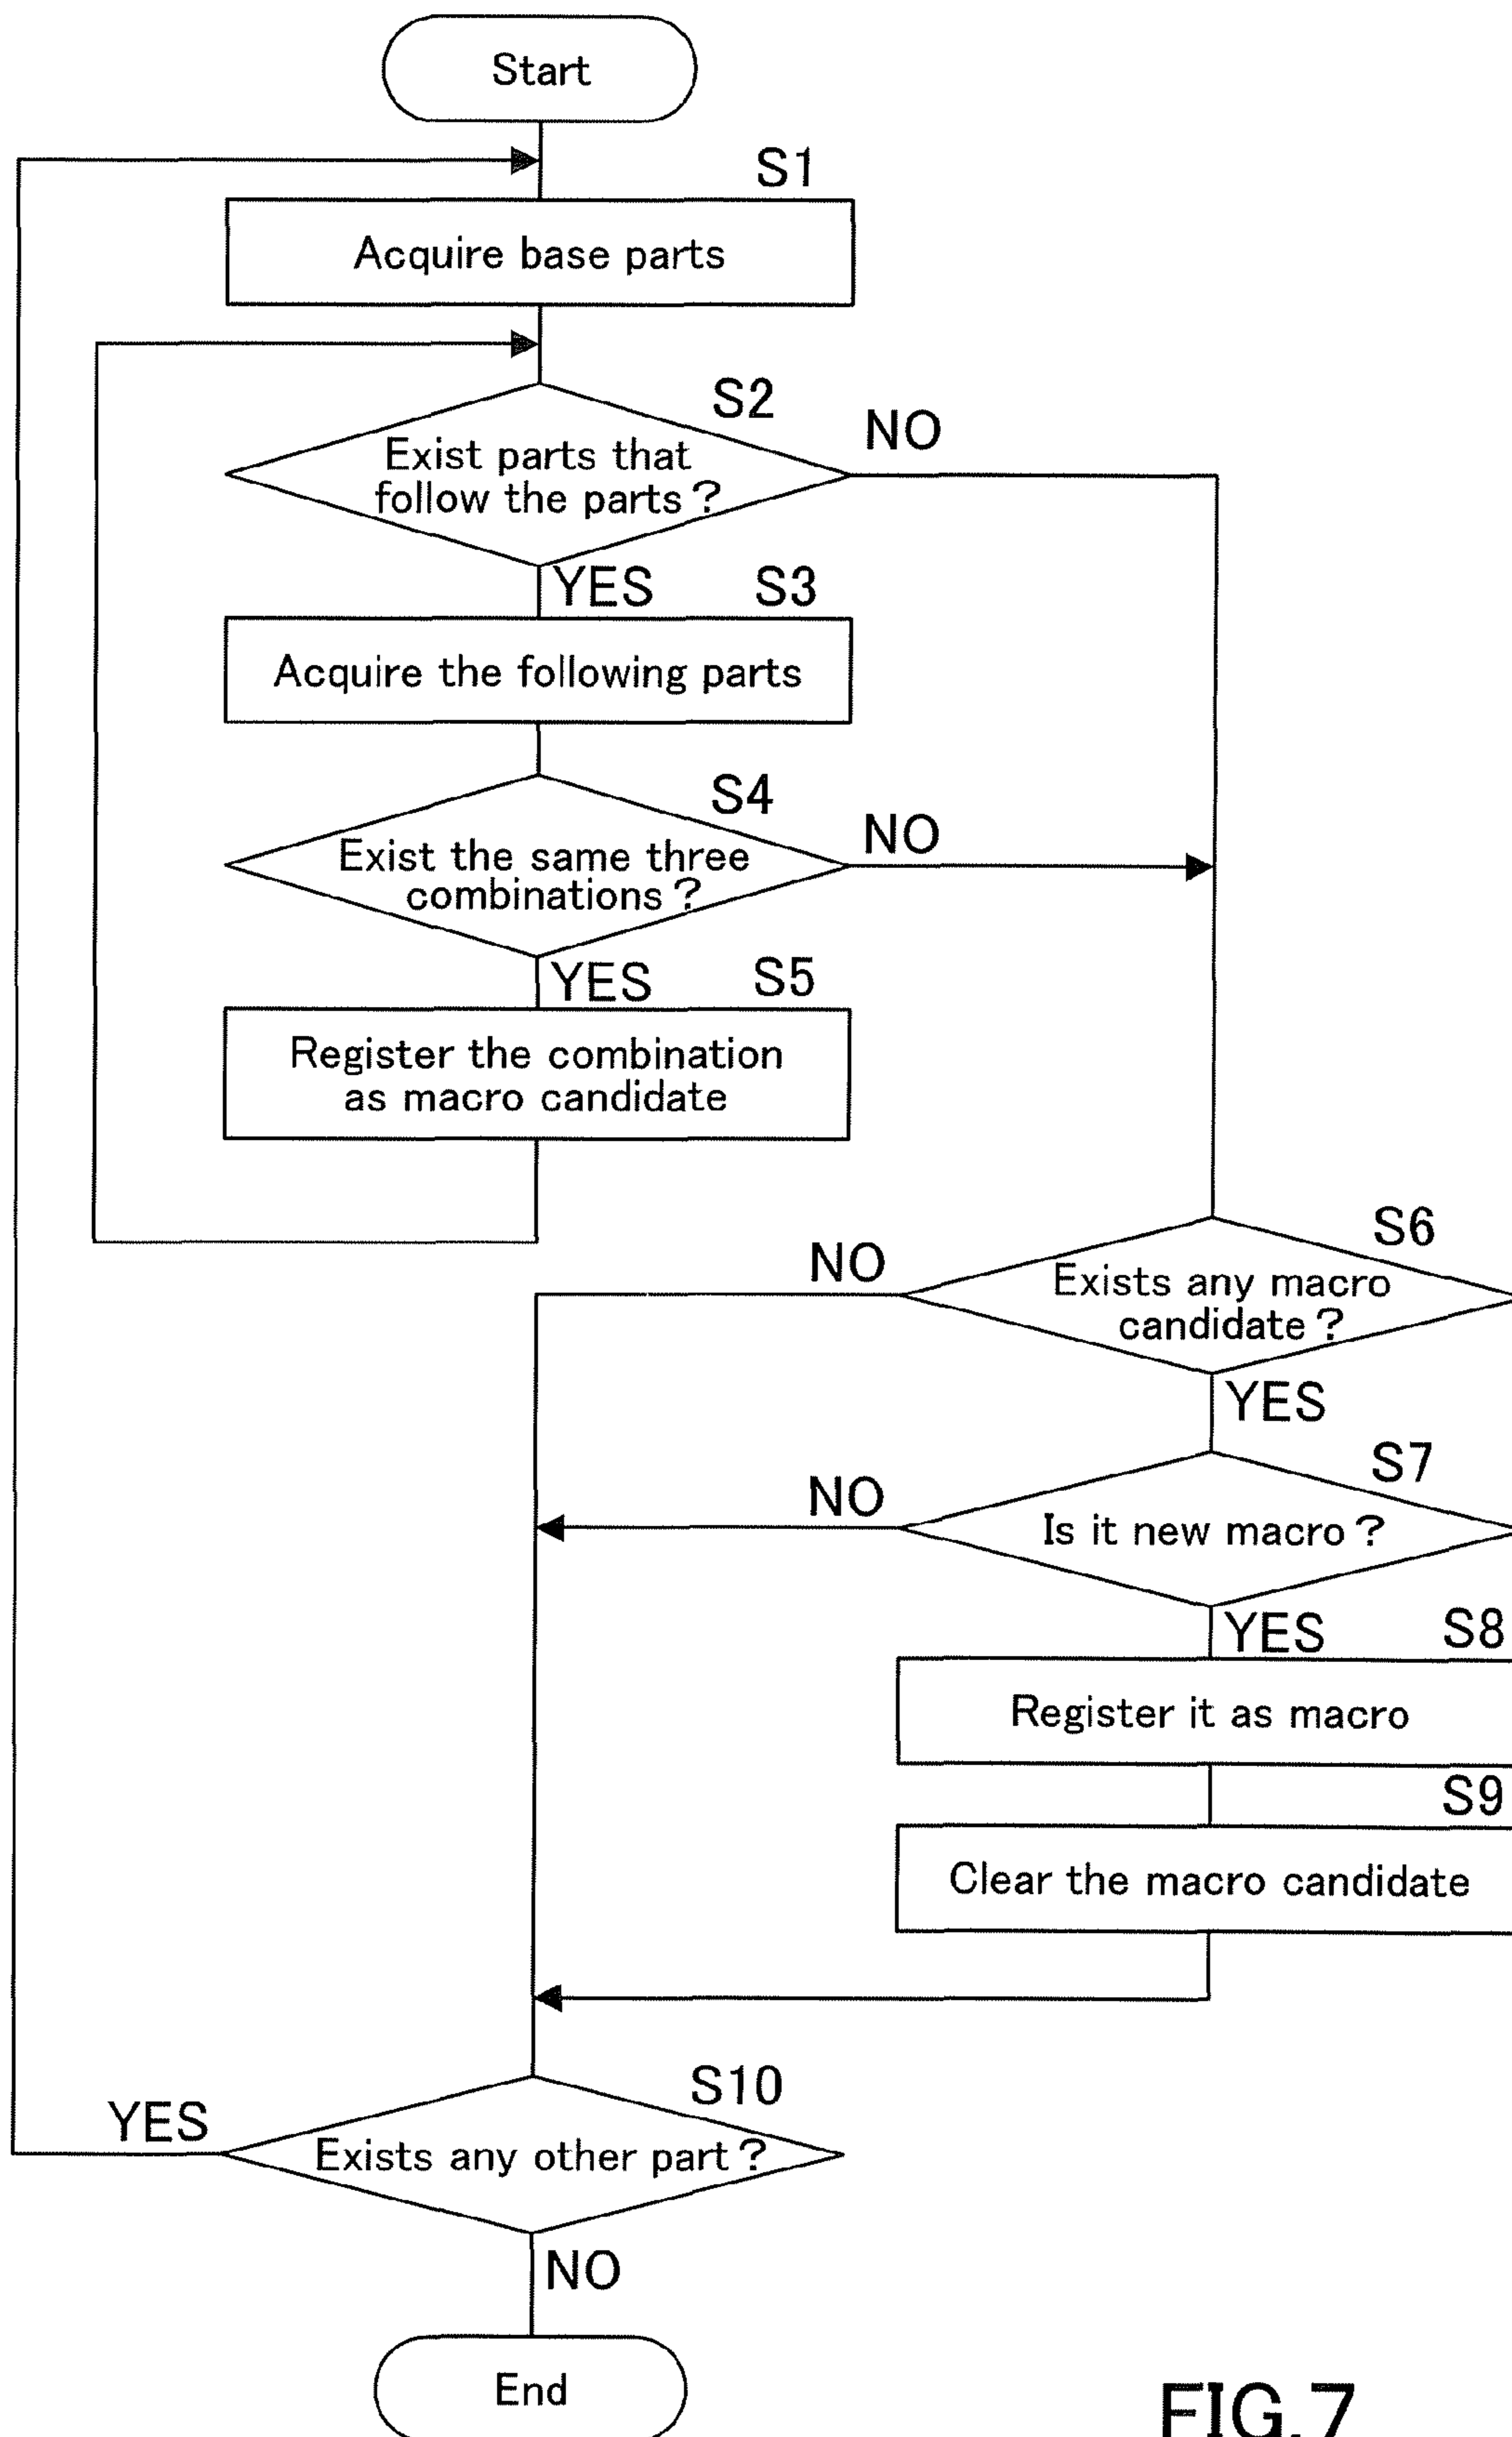 Start
S1
Acquire base parts
S2
NO
Exist parts that
follow the parts?
YES
S3
Acquire the following parts
S4
NO
Exist the same three
combinations?
YES
S5
Register the combination
as macro candidate
S6
NO
Exists any macro
candidate?
YES
S7
NO
Is it new macro?
YES
S8
Register it as macro
S9
Clear the macro candidate
S10
YES
Exists any other part?
NO
End
FIG.7